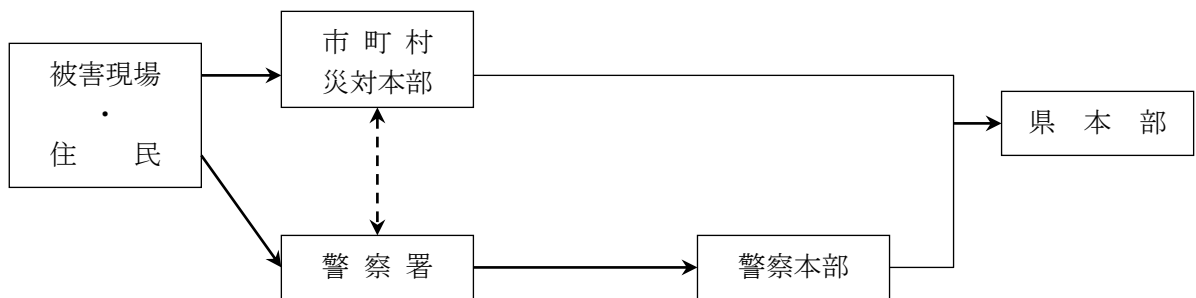 被害現場
・
住　　民
市 町 村
災対本部
県　本　部
警 察 署
警察本部